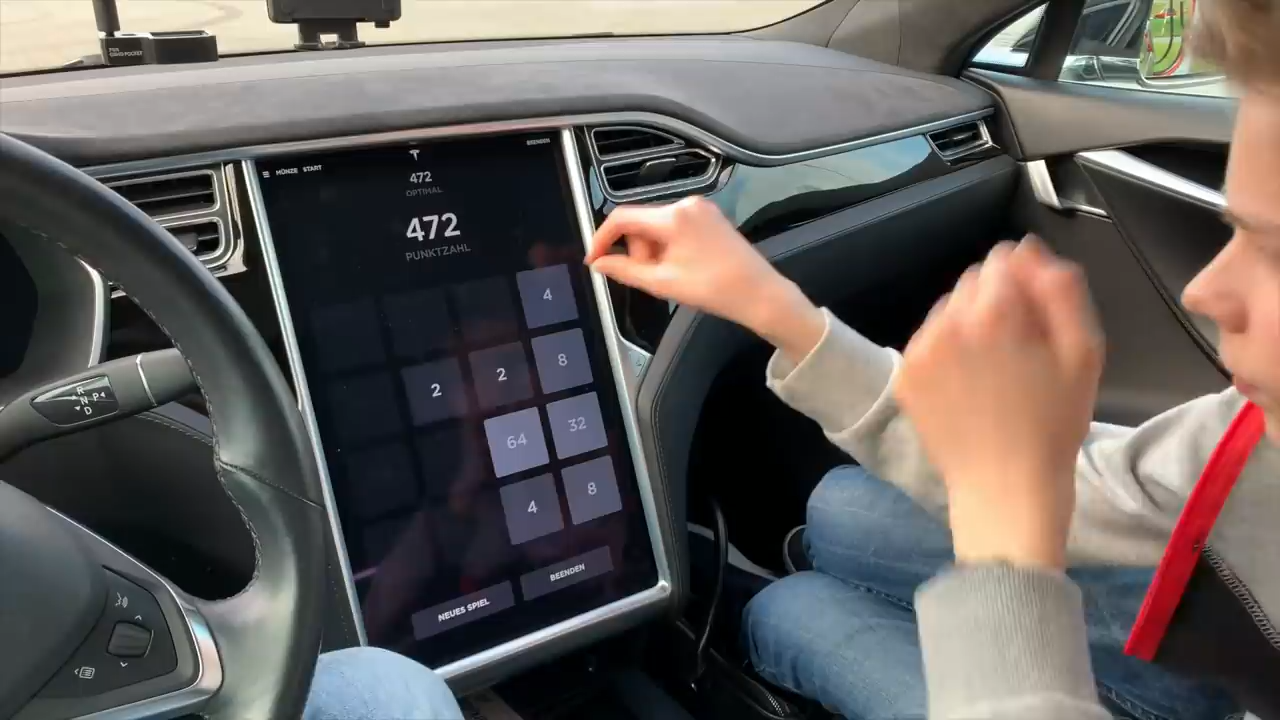 MÜNZE START
BEENDEN
472
OPTIMAL
472
PUNKTZAHL
4
2 2 8
64 32
4 8
NEUES SPIEL BEENDEN
R
N P
D